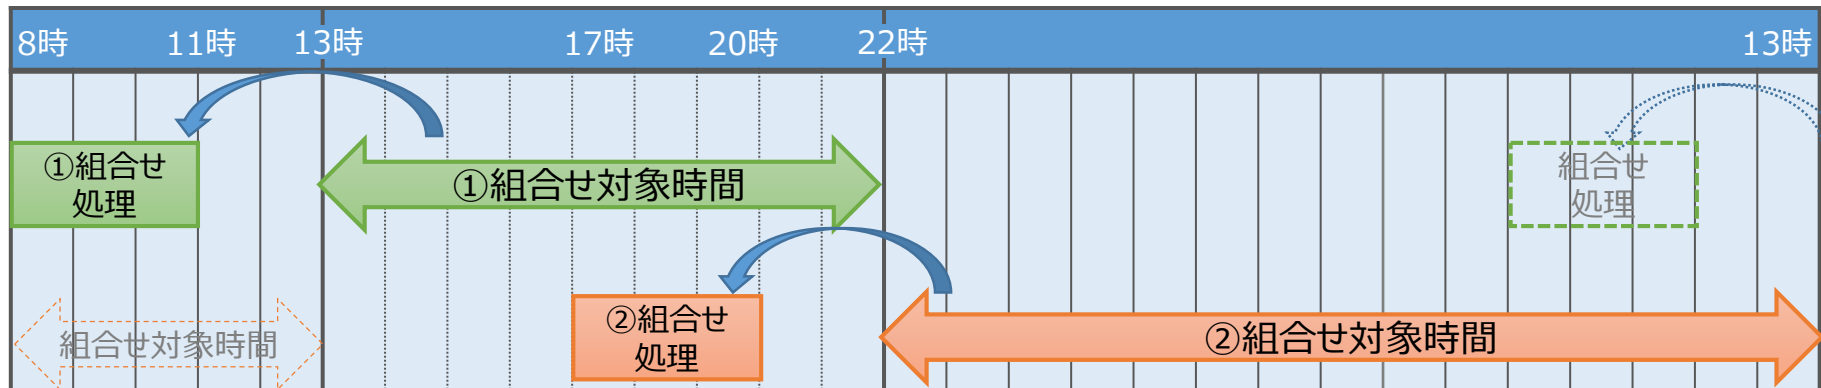 8時 11時 13時 17時 20時 22時 13時
①組合せ
処理
①組合せ対象時間
組合せ
処理
組合せ対象時間
②組合せ
処理
②組合せ対象時間